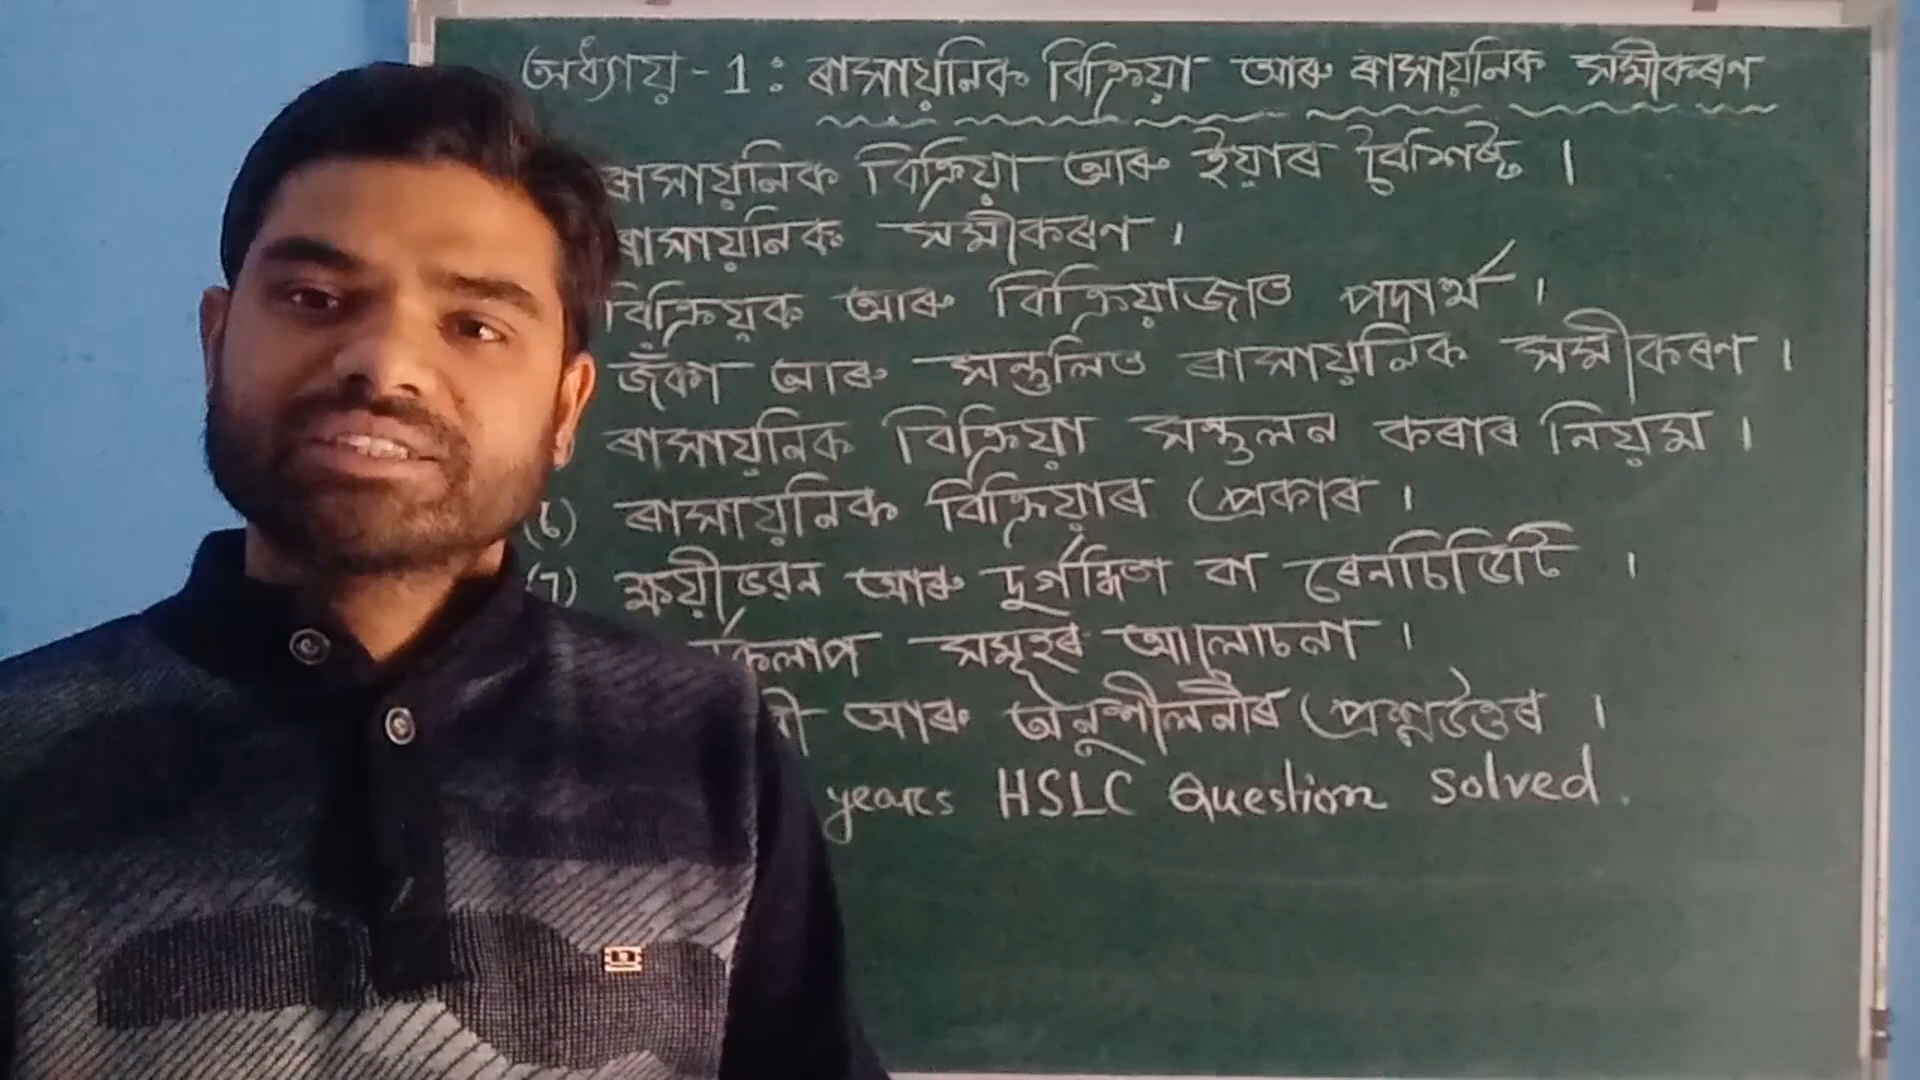 অধ্যায় - 1 : ৰাসায়নিক বিক্ৰিয়া আৰু ৰাসায়নিক সমীকৰণ
ৰাসায়নিক বিক্ৰিয়া আৰু ইয়াৰ বৈশিষ্ট ।
ৰাসায়নিক সমীকৰণ ।
বিক্ৰিয়ক আৰু বিক্ৰিয়াজাত পদাৰ্থ ।
জঁকা আৰু সন্তুলিত ৰাসায়নিক সমীকৰণ ।
ৰাসায়নিক বিক্ৰিয়া সন্তুলন কৰাৰ নিয়ম ।
(6) ৰাসায়নিক বিক্ৰিয়াৰ প্ৰকাৰ ।
(7) ক্ষয়ীভৱন আৰু দুৰ্গন্ধিতা বা ৰেনচিডিটি ।
ৰ্যকলাপ সমূহৰ আলোচনা ।
আৰু অনুশীলনীৰ প্ৰশ্নউত্তৰ ।
years HSLC Question solved.